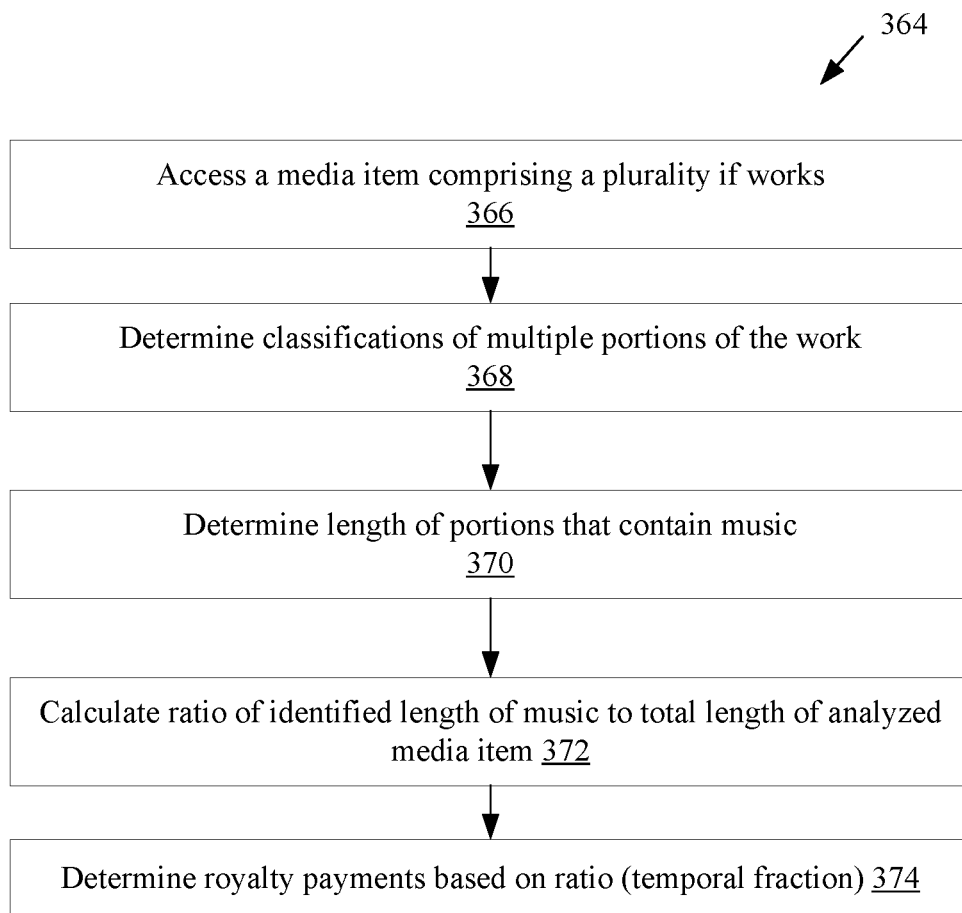 364
Access a media item comprising a plurality if works
366
Determine classifications of multiple portions of the work
368
Determine length of portions that contain music
370
Calculate ratio of identified length of music to total length of analyzed
media item 372
Determine royalty payments based on ratio (temporal fraction) 374